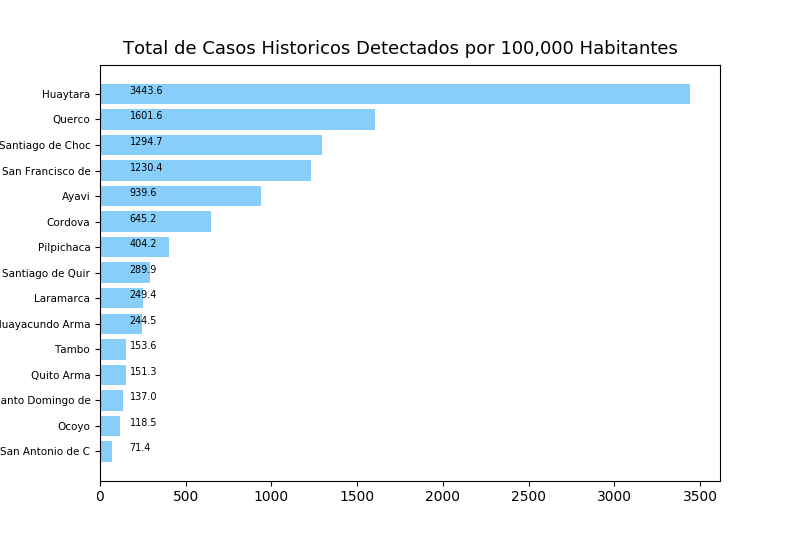 Total de Casos Historicos Detectados por 100,000 Habitantes
Huaytara 3443.6
Querco 1601.6
Santiago de Choc 1294.7
San Francisco de 1230.4
Ayavi 939.6
Cordova 645.2
Pilpichaca 404.2
Santiago de Quir 289.9
Laramarca 249.4
uayacundo Arma 244.5
Tambo 153.6
Quito Arma 151.3
anto Domingo de 137.0
Ocoyo 118.5
San Antonio de C 71.4
0 500 1000 1500 2000 2500 3000 3500